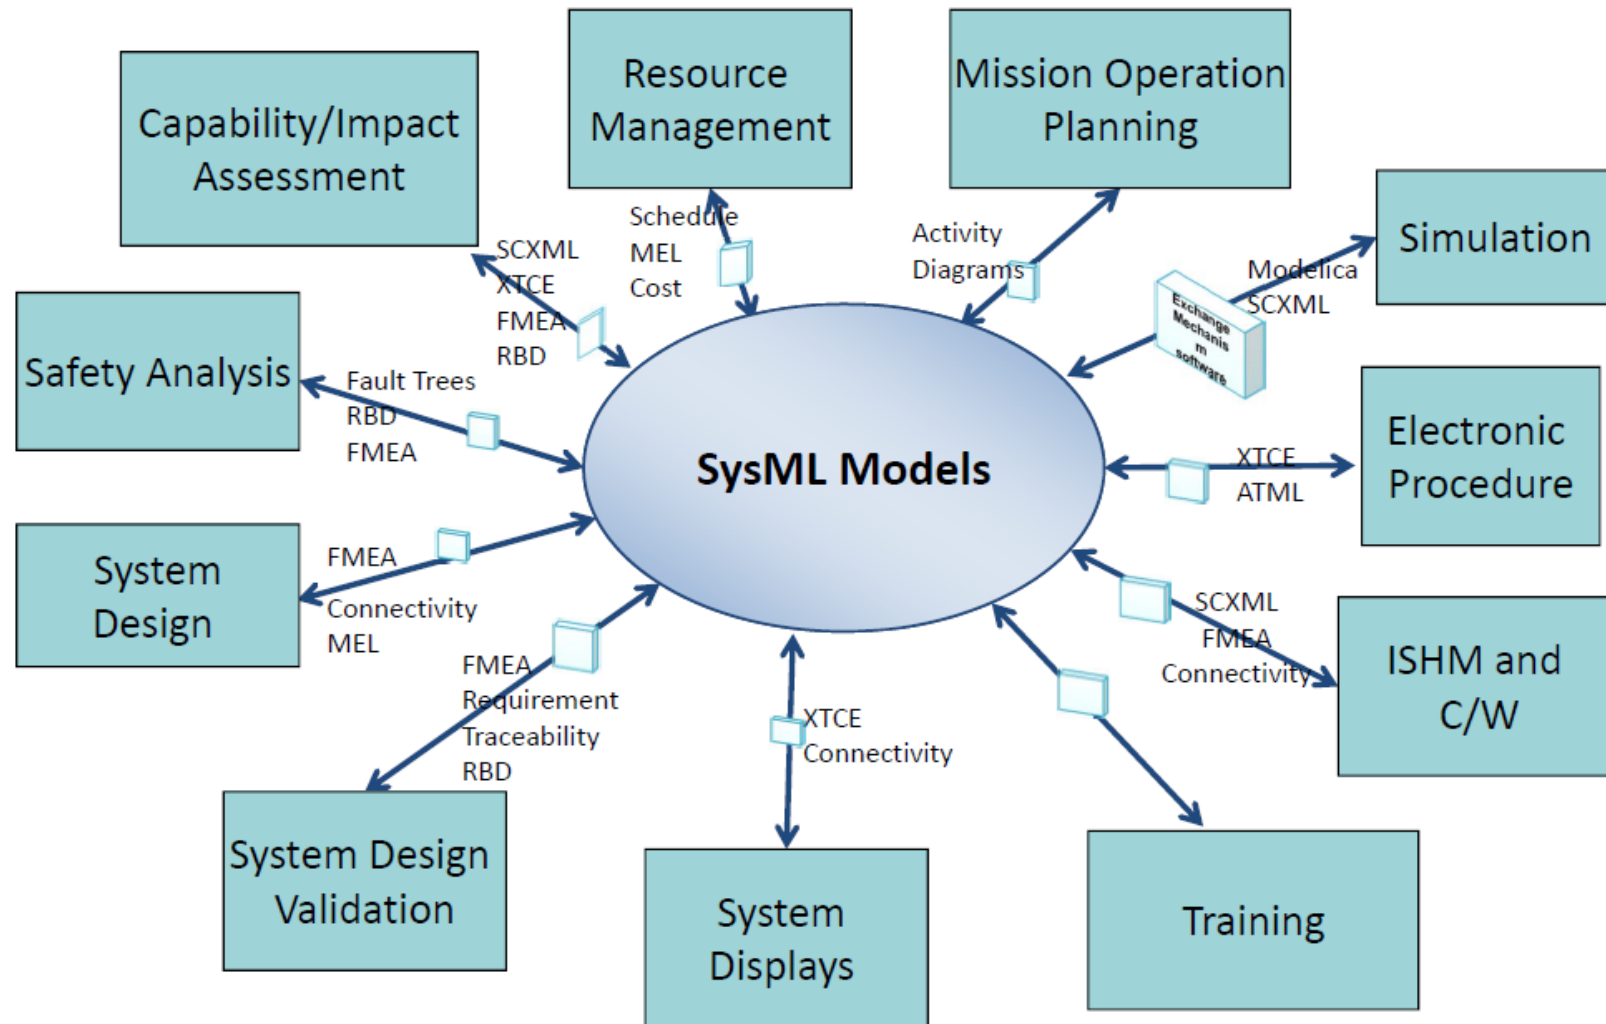 Resource
Management
Mission Operation
Planning
Capability/Impact
Assessment
Simulation
Schedule
MEL
Cost
Activity
Diagrams
SCXML
XTCE
FMEA
RBD
Modelica
SCXML
Exchange
Mechanis
m
software
Safety Analysis
Fault Trees
RBD
FMEA
SysML Models
XTCE
ATML
Electronic
Procedure
System
Design
FMEA
Connectivity
MEL
SCXML
FMEA
Connectivity
ISHM and
C/W
FMEA
Requirement
Traceability
RBD
XTCE
Connectivity
System Design
Validation
System
Displays
Training